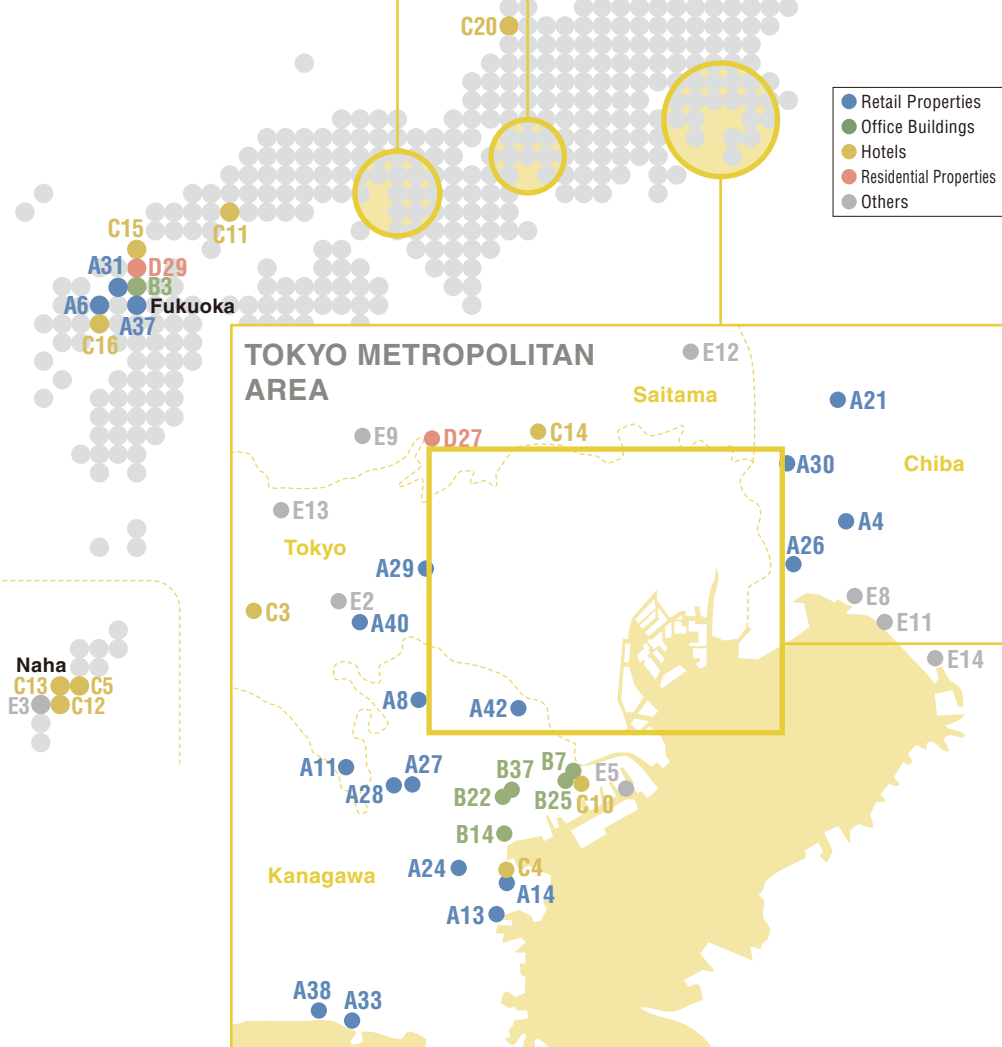 C20
Retail Properties
Office Buildings
Hotels
Residential Properties
Others
C15
C11
A31
D29
B3
A6
Fukuoka
A37
C16
TOKYO METROPOLITAN
AREA
E12
Saitama
A21
E9
D27
C14
A30
Chiba
E13
A4
Tokyo
A26
A29
E2
E8
C3
A40
E11
Naha
E14
C13
C5
E3
C12
A8
A42
A11
A27
B7
E5
A28
B37
B22
B25
C10
B14
A24
C4
Kanagawa
A14
A13
A38
A33